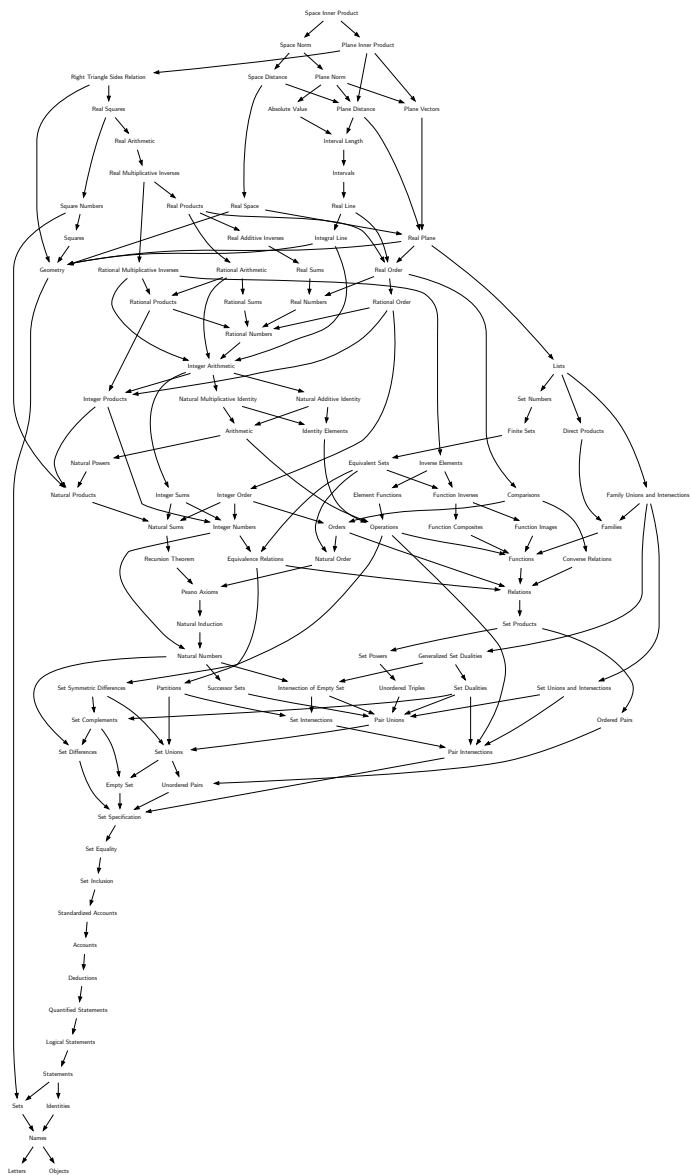 Space Inner Product
Space Norm Plane Inner Product
Right Triangle Sides Relation Space Distance Plane Norm
Real Squares Absolute Value Plane Distance Plane Vectors
Real Arithmetic Interval Length
Real Multiplicative Inverses Intervals
Square Numbers Real Products Real Space Real Line
Squares Real Additive Inverses Integral Line Real Plane
Geometry Rational Multiplicative Inverses Rational Arithmetic Real Sums Real Order
Rational Products Rational Sums Real Numbers Rational Order
Rational Numbers
Integer Arithmetic Lists
Integer Products Natural Multiplicative Identity Natural Additive Identity Set Numbers
Arithmetic Identity Elements Finite Sets Direct Products
Natural Powers Equivalent Sets Inverse Elements
Natural Products Integer Sums Integer Order Element Functions Function Inverses Comparisons Family Unions and Intersections
Natural Sums Integer Numbers Orders Operations Function Composites Function Images Families
Recursion Theorem Equivalence Relations Natural Order Functions Converse Relations
Peano Axioms Relations
Natural Induction Set Products
Natural Numbers Set Powers Generalized Set Dualities
Set Symmetric Differences Partitions Successor Sets Intersection of Empty Set Unordered Triples Set Dualities Set Unions and Intersections
Set Complements Set Intersections Pair Unions Ordered Pairs
Set Differences Set Unions Pair Intersections
Empty Set Unordered Pairs
Set Specification
Set Equality
Set Inclusion
Standardized Accounts
Accounts
Deductions
Quantified Statements
Logical Statements
Statements
Sets Identities
Names
Letters Objects